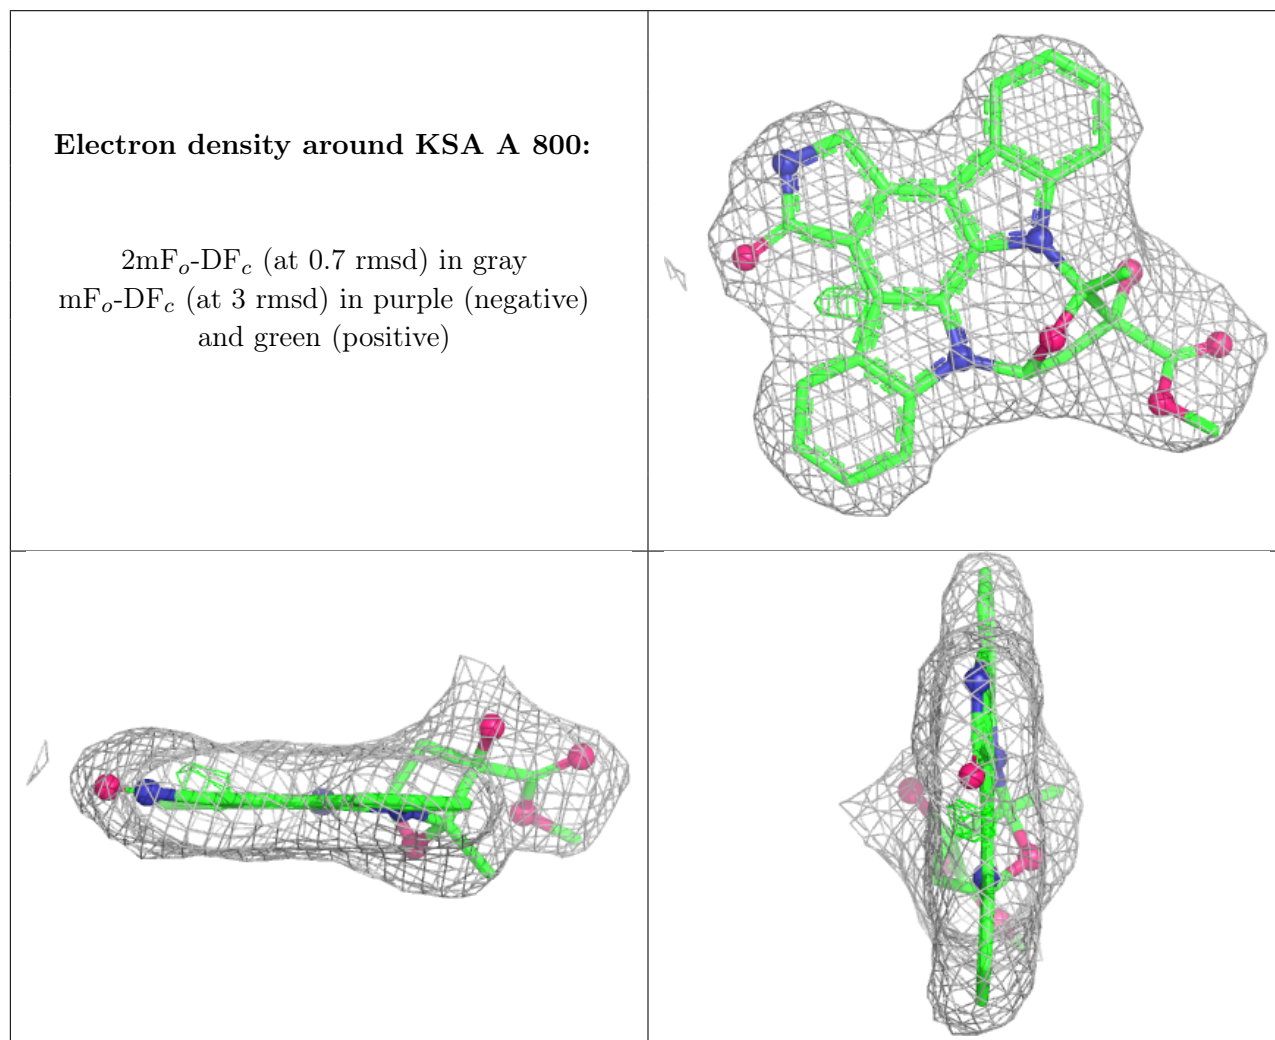 Electron density around KSA A 800:
2mFₒ-DF𝑐 (at 0.7 rmsd) in gray
mFₒ-DF𝑐 (at 3 rmsd) in purple (negative)
and green (positive)